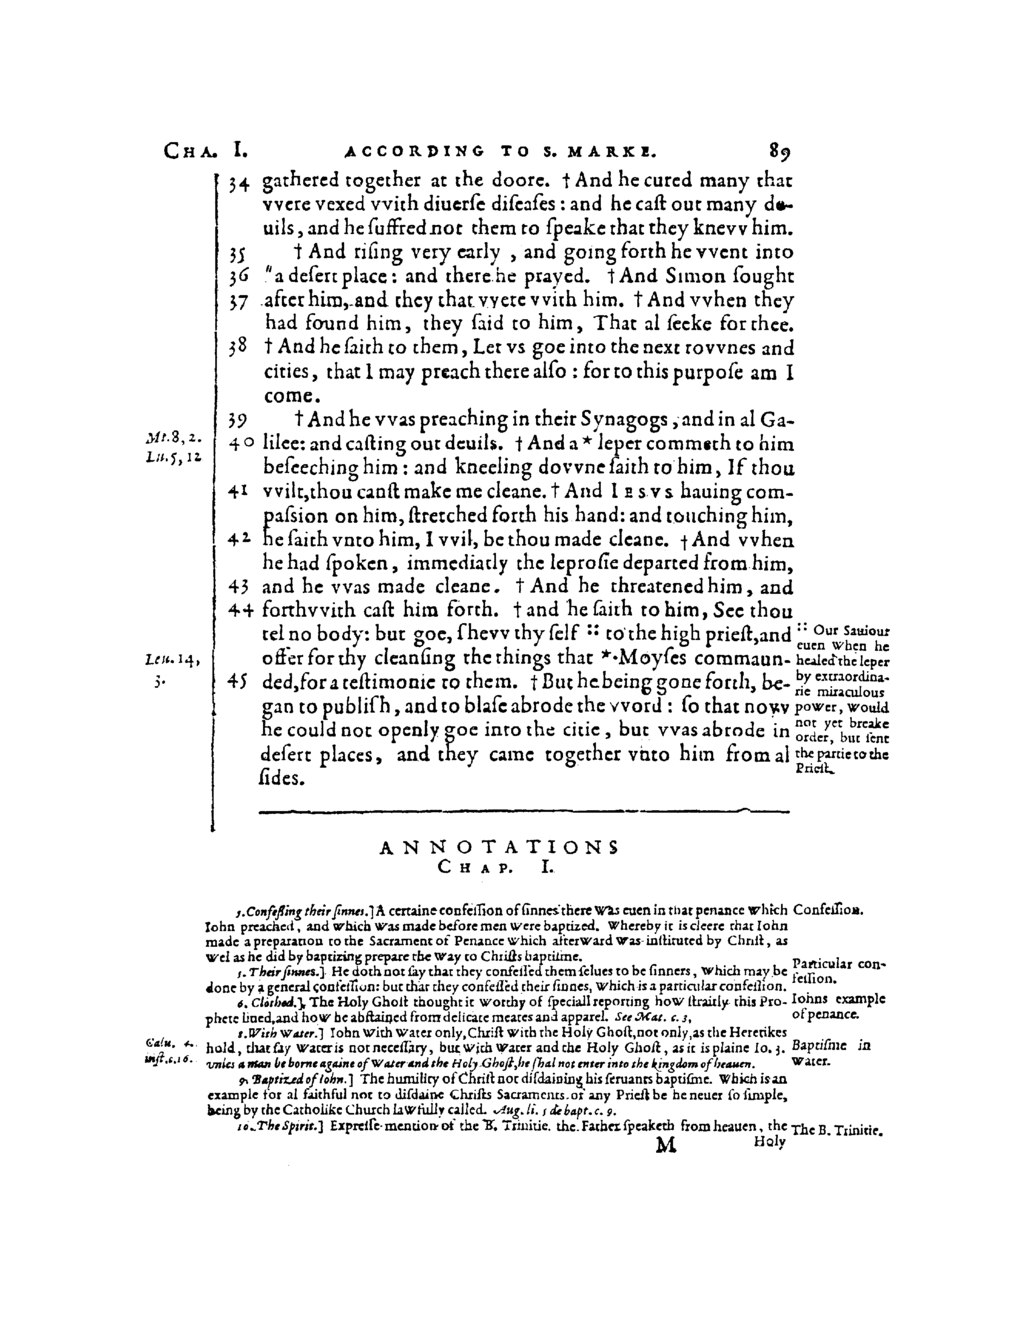 CHA. I. ACCORDING TO S. MARKE. 89
34 gathered together at the doore. † And he cured many that
vvere vexed vvith diuerſe diſeaſes : and he caſt out many de-
uils, and he ſuffred not them to ſpeake that they knevv him.
35 † And riſing very early , and going forth he vvent into
36 "a deſert place : and there he prayed. † And Simon ſought
37 after him, and they that vvere vvith him. † And vvhen they
had found him, they ſaid to him, That al ſeeke for thee.
38 † And he ſaith to them, Let vs goe into the next tovvnes and
cities, that I may preach there alſo : for to this purpoſe am I
come.
39 † And he vvas preaching in their Synagogs, and in al Ga-
Mt.8,2. 40 lilee: and caſting out deuils. † And a * leper commeth to him
Lu.5,12 beſeeching him : and kneeling dovvne ſaith to him, If thou
41 vvilt, thou canſt make me cleane. † And IESVS hauing com-
paſsion on him, ſtretched forth his hand: and touching him,
42 he ſaith vnto him, I vvil, be thou made cleane. † And vvhen
he had ſpoken, immediatly the leproſie departed from him,
43 and he vvas made cleane. † And he threatened him, and
44 forthvvith caſt him forth. † and he ſaith to him, See thou
tel no body: but goe, ſhevv thy ſelf :: to the high prieſt, and
Leu.14, offer for thy cleanſing the things that * Moyſes commaun-
3. 45 ded, for a teſtimonie to them. † But he being gone forth, be-
gan to publiſh, and to blaſe abrode the vvord : ſo that novv
he could not openly goe into the citie, but vvas abrode in
deſert places, and they came together vnto him from al
ſides.
:: Our Sauiour
euen when he
healed the leper
by extraordina-
rie miraculous
power, would
not yet breake
order, but ſent
the partie to the
Prieſt.
ANNOTATIONS
CHAP. I.
5. Confeſſing their ſinnes.] A certaine confeſſion of ſinnes there was euen in that penance which Confeſſion.
Iohn preached, and which was made before men were baptized. Whereby it is cleere that Iohn
made a preparation to the Sacrament of Penance which afterward was inſtituted by Chriſt, as
wel as he did by baptizing prepare the way to Chriſts baptiſme.
5. Their ſinnes.] He doth not ſay that they confeſſed them ſelues to be ſinners, which may be Particular con-
done by a general confeſſion: but that they confeſſed their ſinnes, which is a particular confeſſion. feſſion.
6. Clothed.] The Holy Ghoſt thought it worthy of ſpeciall reporting how ſtraitly this Pro- Iohns example
phete liued, and how he abſtained from delicate meates and apparel. See Mat. c. 3, of penance.
8. With water.] Iohn with water only, Chriſt with the Holy Ghoſt, not only, as the Heretikes
Calu. 4. hold, that ſay water is not neceſſary, but with water and the Holy Ghoſt, as it is plaine Io. 3. Baptiſme in
inſt.c.16. vnles a man be borne againe of water and the Holy Ghoſt, he ſhal not enter into the kingdom of heauen. water.
9. Baptized of Iohn.] The humility of Chriſt not diſdaining his ſeruants baptiſme. Which is an
example for al faithful not to diſdaine Chriſts Sacraments of any Prieſt be he neuer ſo ſimple,
being by the Catholike Church lawfully called. Aug. li. 5 de bapt. c. 9.
10. The Spirit.] Expreſſe mention of the B. Trinitie. the Father ſpeaketh from heauen, the The B. Trinitie.
M Holy